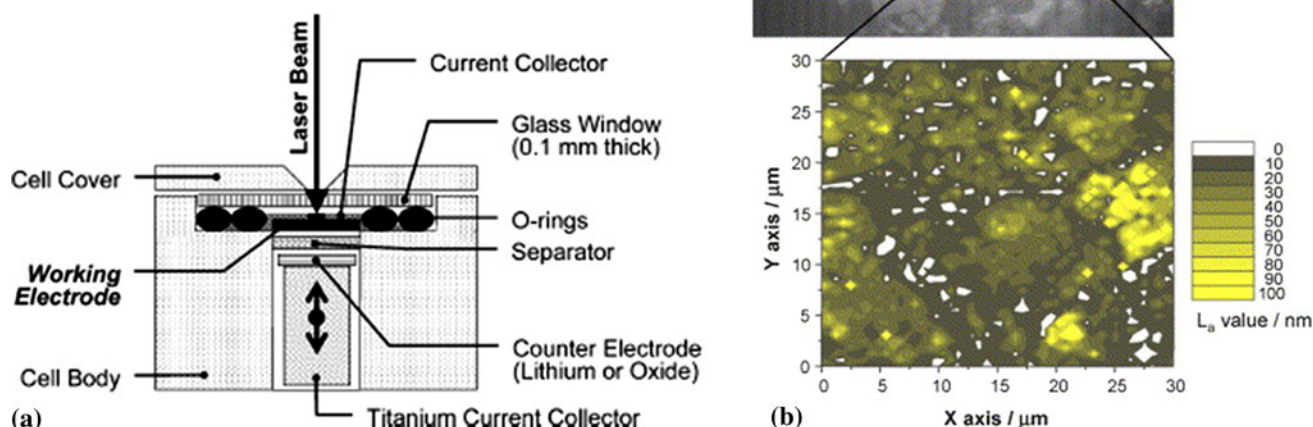 Laser Beam
Current Collector
Glass Window
(0.1 mm thick)
Cell Cover
O-rings
Separator
Working
Electrode
Counter Electrode
(Lithium or Oxide)
Cell Body
Titanium Current Collector
(a)
30
25
20
15
10
5
0
Y axis / μm
0
5
10
15
20
25
30
X axis / μm
(b)
0
10
20
30
40
50
60
70
80
90
100
La value / nm